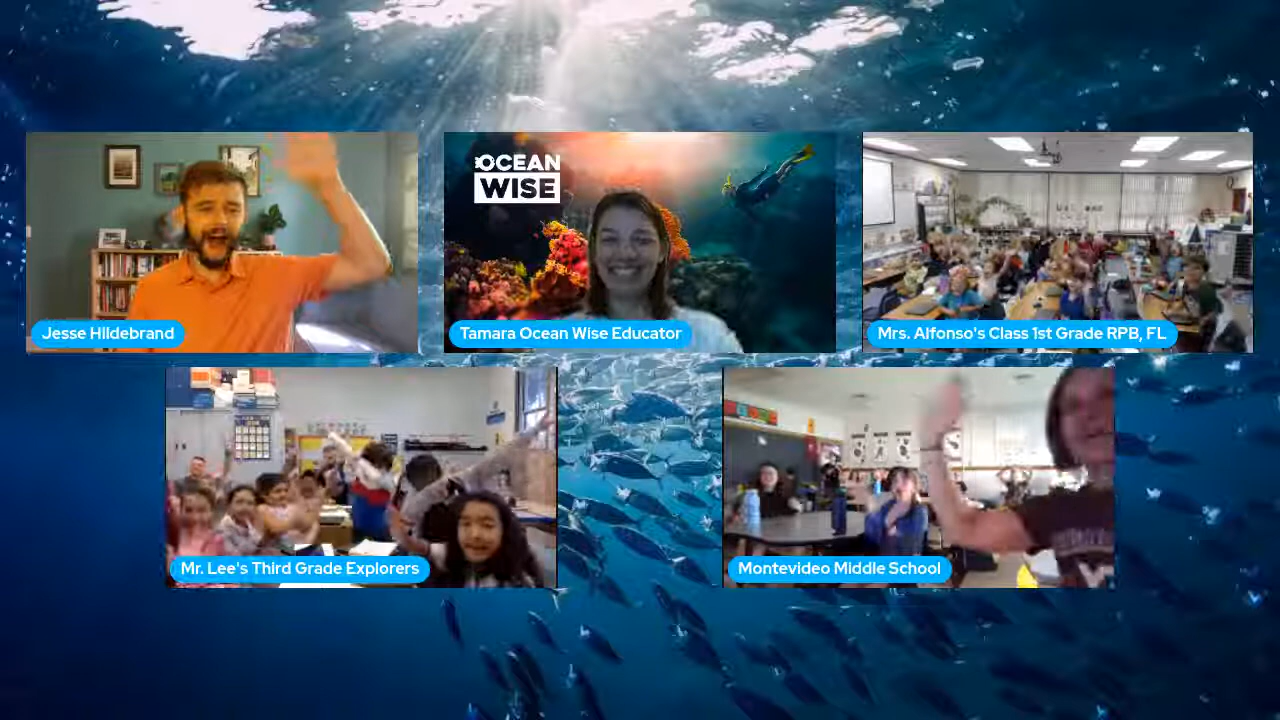 OCEAN
WISE
Jesse Hildebrand
Tamara Ocean Wise Educator
Mrs. Alfonso's Class 1st Grade RPB, FL
Mr. Lee's Third Grade Explorers
Montevideo Middle School